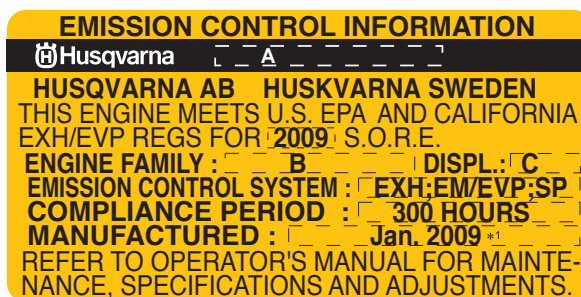 EMISSION CONTROL INFORMATION
Husqvarna A
HUSQVARNA AB HUSKVARNA SWEDEN
THIS ENGINE MEETS U.S. EPA AND CALIFORNIA
EXH/EVP REGS FOR 2009 S.O.R.E.
ENGINE FAMILY : B DISPL.: C
EMISSION CONTROL SYSTEM : EXH;EM/EVP;SP
COMPLIANCE PERIOD : 300 HOURS
MANUFACTURED : Jan. 2009 *1
REFER TO OPERATOR'S MANUAL FOR MAINTE-
NANCE, SPECIFICATIONS AND ADJUSTMENTS.